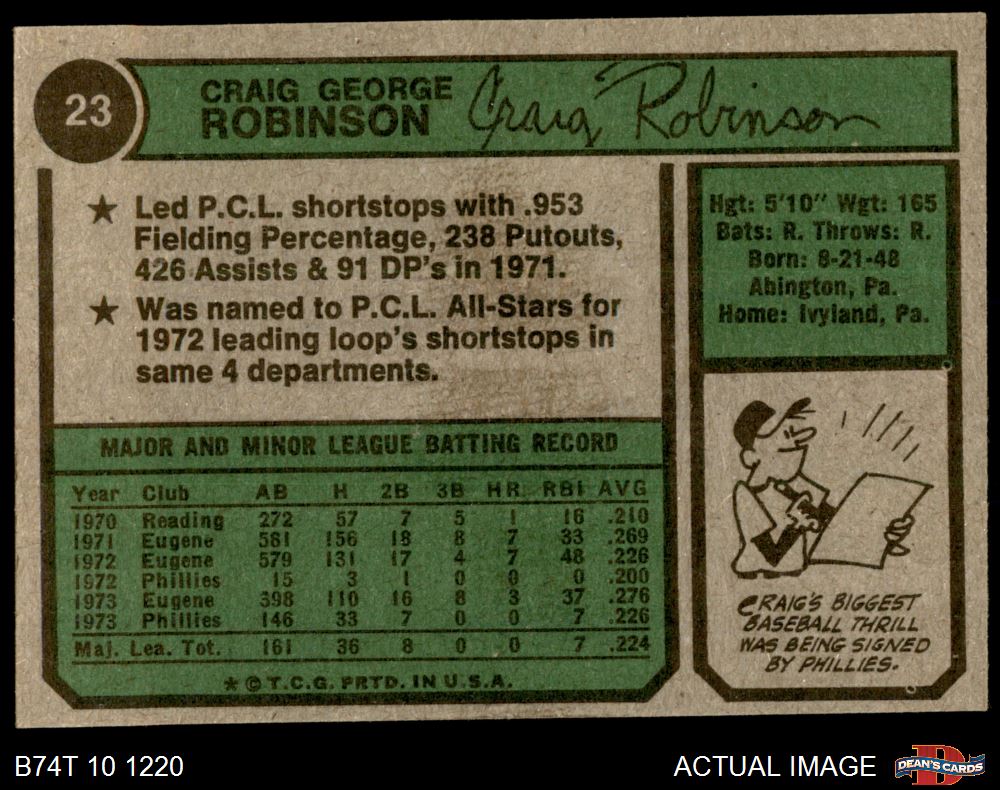 23
CRAIG GEORGE
ROBINSON
Craig Robinson
★ Led P.C.L. shortstops with .953
Fielding Percentage, 238 Putouts,
426 Assists & 91 DP's in 1971.
★ Was named to P.C.L. All-Stars for
1972 leading loop's shortstops in
same 4 departments.
Hgt: 5'10" Wgt: 165
Bats: R. Throws: R.
Born: 8-21-48
Abington, Pa.
Home: Ivyland, Pa.
MAJOR AND MINOR LEAGUE BATTING RECORD
Year Club AB H 2B 3B HR RBI AVG
1970 Reading 272 57 7 5 1 16 .210
1971 Eugene 581 156 18 8 7 33 .269
1972 Eugene 579 131 17 4 7 48 .226
1972 Phillies 15 3 1 0 0 0 .200
1973 Eugene 398 110 16 8 3 37 .276
1973 Phillies 146 33 7 0 0 7 .226
Maj. Lea. Tot. 161 36 8 0 0 7 .224
★ © T.C.G. PRTD. IN U.S.A.
CRAIG'S BIGGEST
BASEBALL THRILL
WAS BEING SIGNED
BY PHILLIES.
B74T 10 1220
ACTUAL IMAGE
DEAN'S CARDS